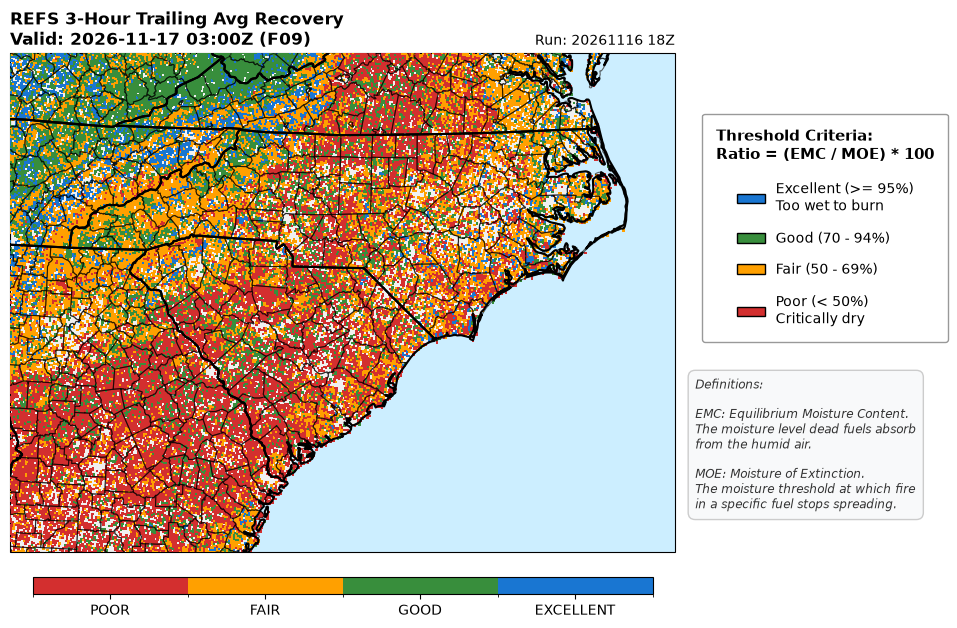 REFS 3-Hour Trailing Avg Recovery
Valid: 2026-11-17 03:00Z (F09)
Run: 20261116 18Z
Threshold Criteria:
Ratio = (EMC / MOE) * 100
Excellent (>= 95%)
Too wet to burn
Good (70 - 94%)
Fair (50 - 69%)
Poor (< 50%)
Critically dry
Definitions:
EMC: Equilibrium Moisture Content.
The moisture level dead fuels absorb
from the humid air.
MOE: Moisture of Extinction.
The moisture threshold at which fire
in a specific fuel stops spreading.
POOR
FAIR
GOOD
EXCELLENT